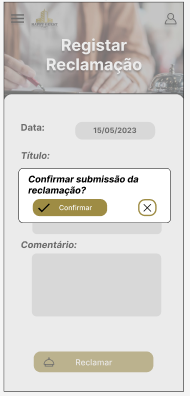 Registar
Reclamação
Data:
15/05/2023
Título:
Confirmar submissão da
reclamação?
Confirmar
Comentário:
Reclamar